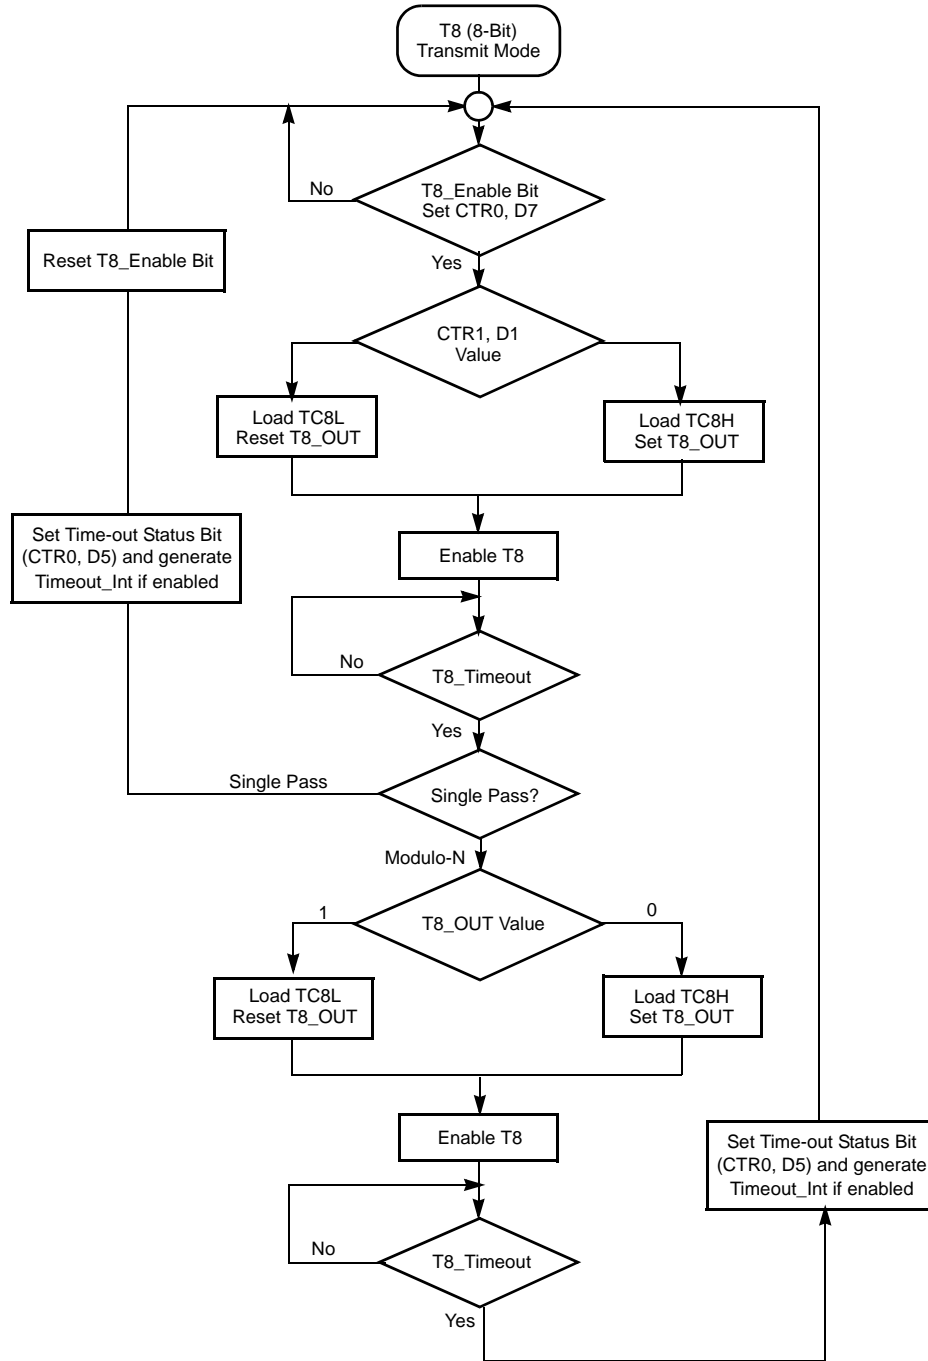 T8 (8-Bit)
Transmit Mode
No
T8_Enable Bit
Set CTR0, D7
Reset T8_Enable Bit
Yes
CTR1, D1
Value
Load TC8L
Reset T8_OUT
Load TC8H
Set T8_OUT
Set Time-out Status Bit
(CTR0, D5) and generate
Timeout_Int if enabled
Enable T8
No
T8_Timeout
Yes
Single Pass
Single Pass?
Modulo-N
1
T8_OUT Value
0
Load TC8L
Reset T8_OUT
Load TC8H
Set T8_OUT
Enable T8
Set Time-out Status Bit
(CTR0, D5) and generate
Timeout_Int if enabled
No
T8_Timeout
Yes